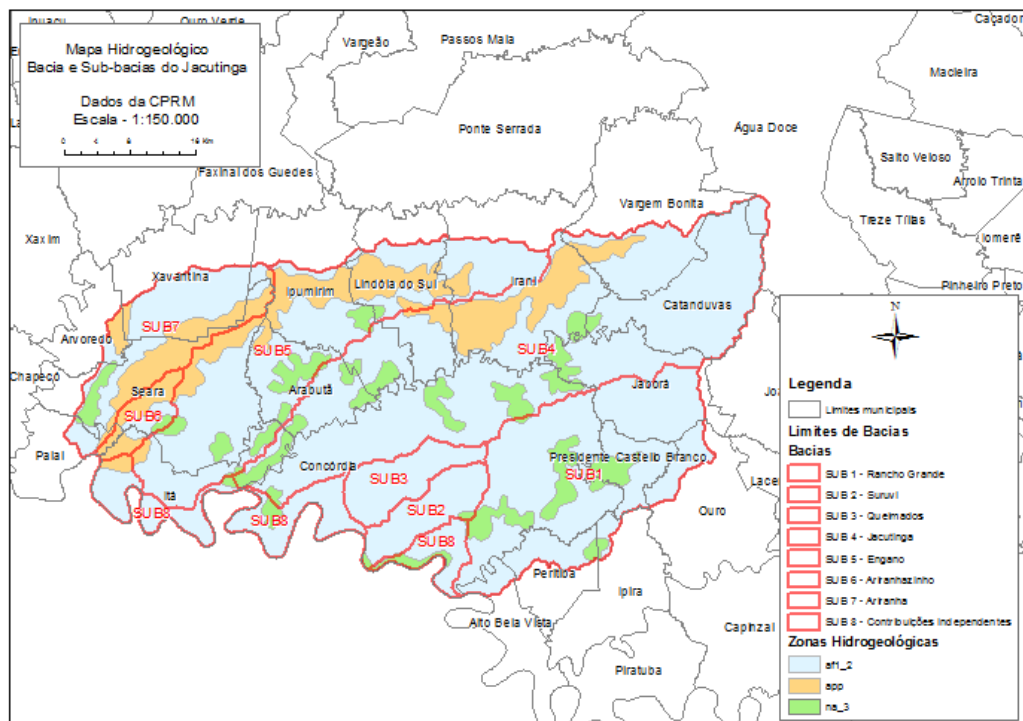 Ouro Verde
Caçador
Mapa Hidrogeológico
Bacia e Sub-bacias do Jacutinga
Dados da CPRM
Escala - 1:150.000
0 4 8 16 Km
Vargeão
Passos Maia
Macieira
Ponte Serrada
Água Doce
Salto Veloso
Faxinal dos Guedes
Arroio Trinta
Vargem Bonita
Treze Tílias
Xaxim
Iomerê
Xavantina
Irani
Lindóia do Sul
Ipumirim
Pinheiro Preto
Catanduvas
SUB7
Arvoredo
SUB5
SUB4
N
Chapecó
Seara
Arabutã
Jaborá
SUB6
Paial
Concórdia
Presidente Castello Branco
SUB3
SUB1
Itá
SUB8
SUB8
SUB2
SUB8
Ouro
Peritiba
Ipira
Alto Bela Vista
Capinzal
Piratuba
Legenda
Limites municipais
Limites de Bacias
Bacias
SUB 1 - Rancho Grande
SUB 2 - Suruvi
SUB 3 - Queimados
SUB 4 - Jacutinga
SUB 5 - Engano
SUB 6 - Ariranhazinho
SUB 7 - Ariranha
SUB 8 - Contribuições Independentes
Zonas Hidrogeológicas
af1_2
app
na_3